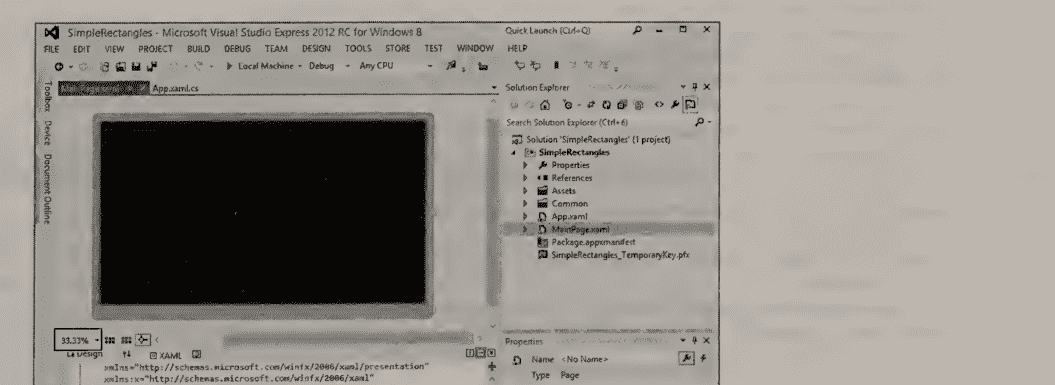 SimpleRectangles - Microsoft Visual Studio Express 2012 RC for Windows 8
Quick Launch (Ctrl+Q)
FILE EDIT VIEW PROJECT BUILD DEBUG TEAM DESIGN TOOLS STORE TEST WINDOW HELP
Local Machine Debug Any CPU
App.xaml.cs
Toolbox
Device
Document Outline
Solution Explorer
Search Solution Explorer (Ctrl+6)
Solution 'SimpleRectangles' (1 project)
SimpleRectangles
Properties
References
Assets
Common
App.xaml
MainPage.xaml
Package.appxmanifest
SimpleRectangles_TemporaryKey.pfx
33.33%
Design XAML
xmlns="http://schemas.microsoft.com/winfx/2006/xaml/presentation"
xmlns:x="http://schemas.microsoft.com/winfx/2006/xaml"
Properties
Name <No Name>
Type Page